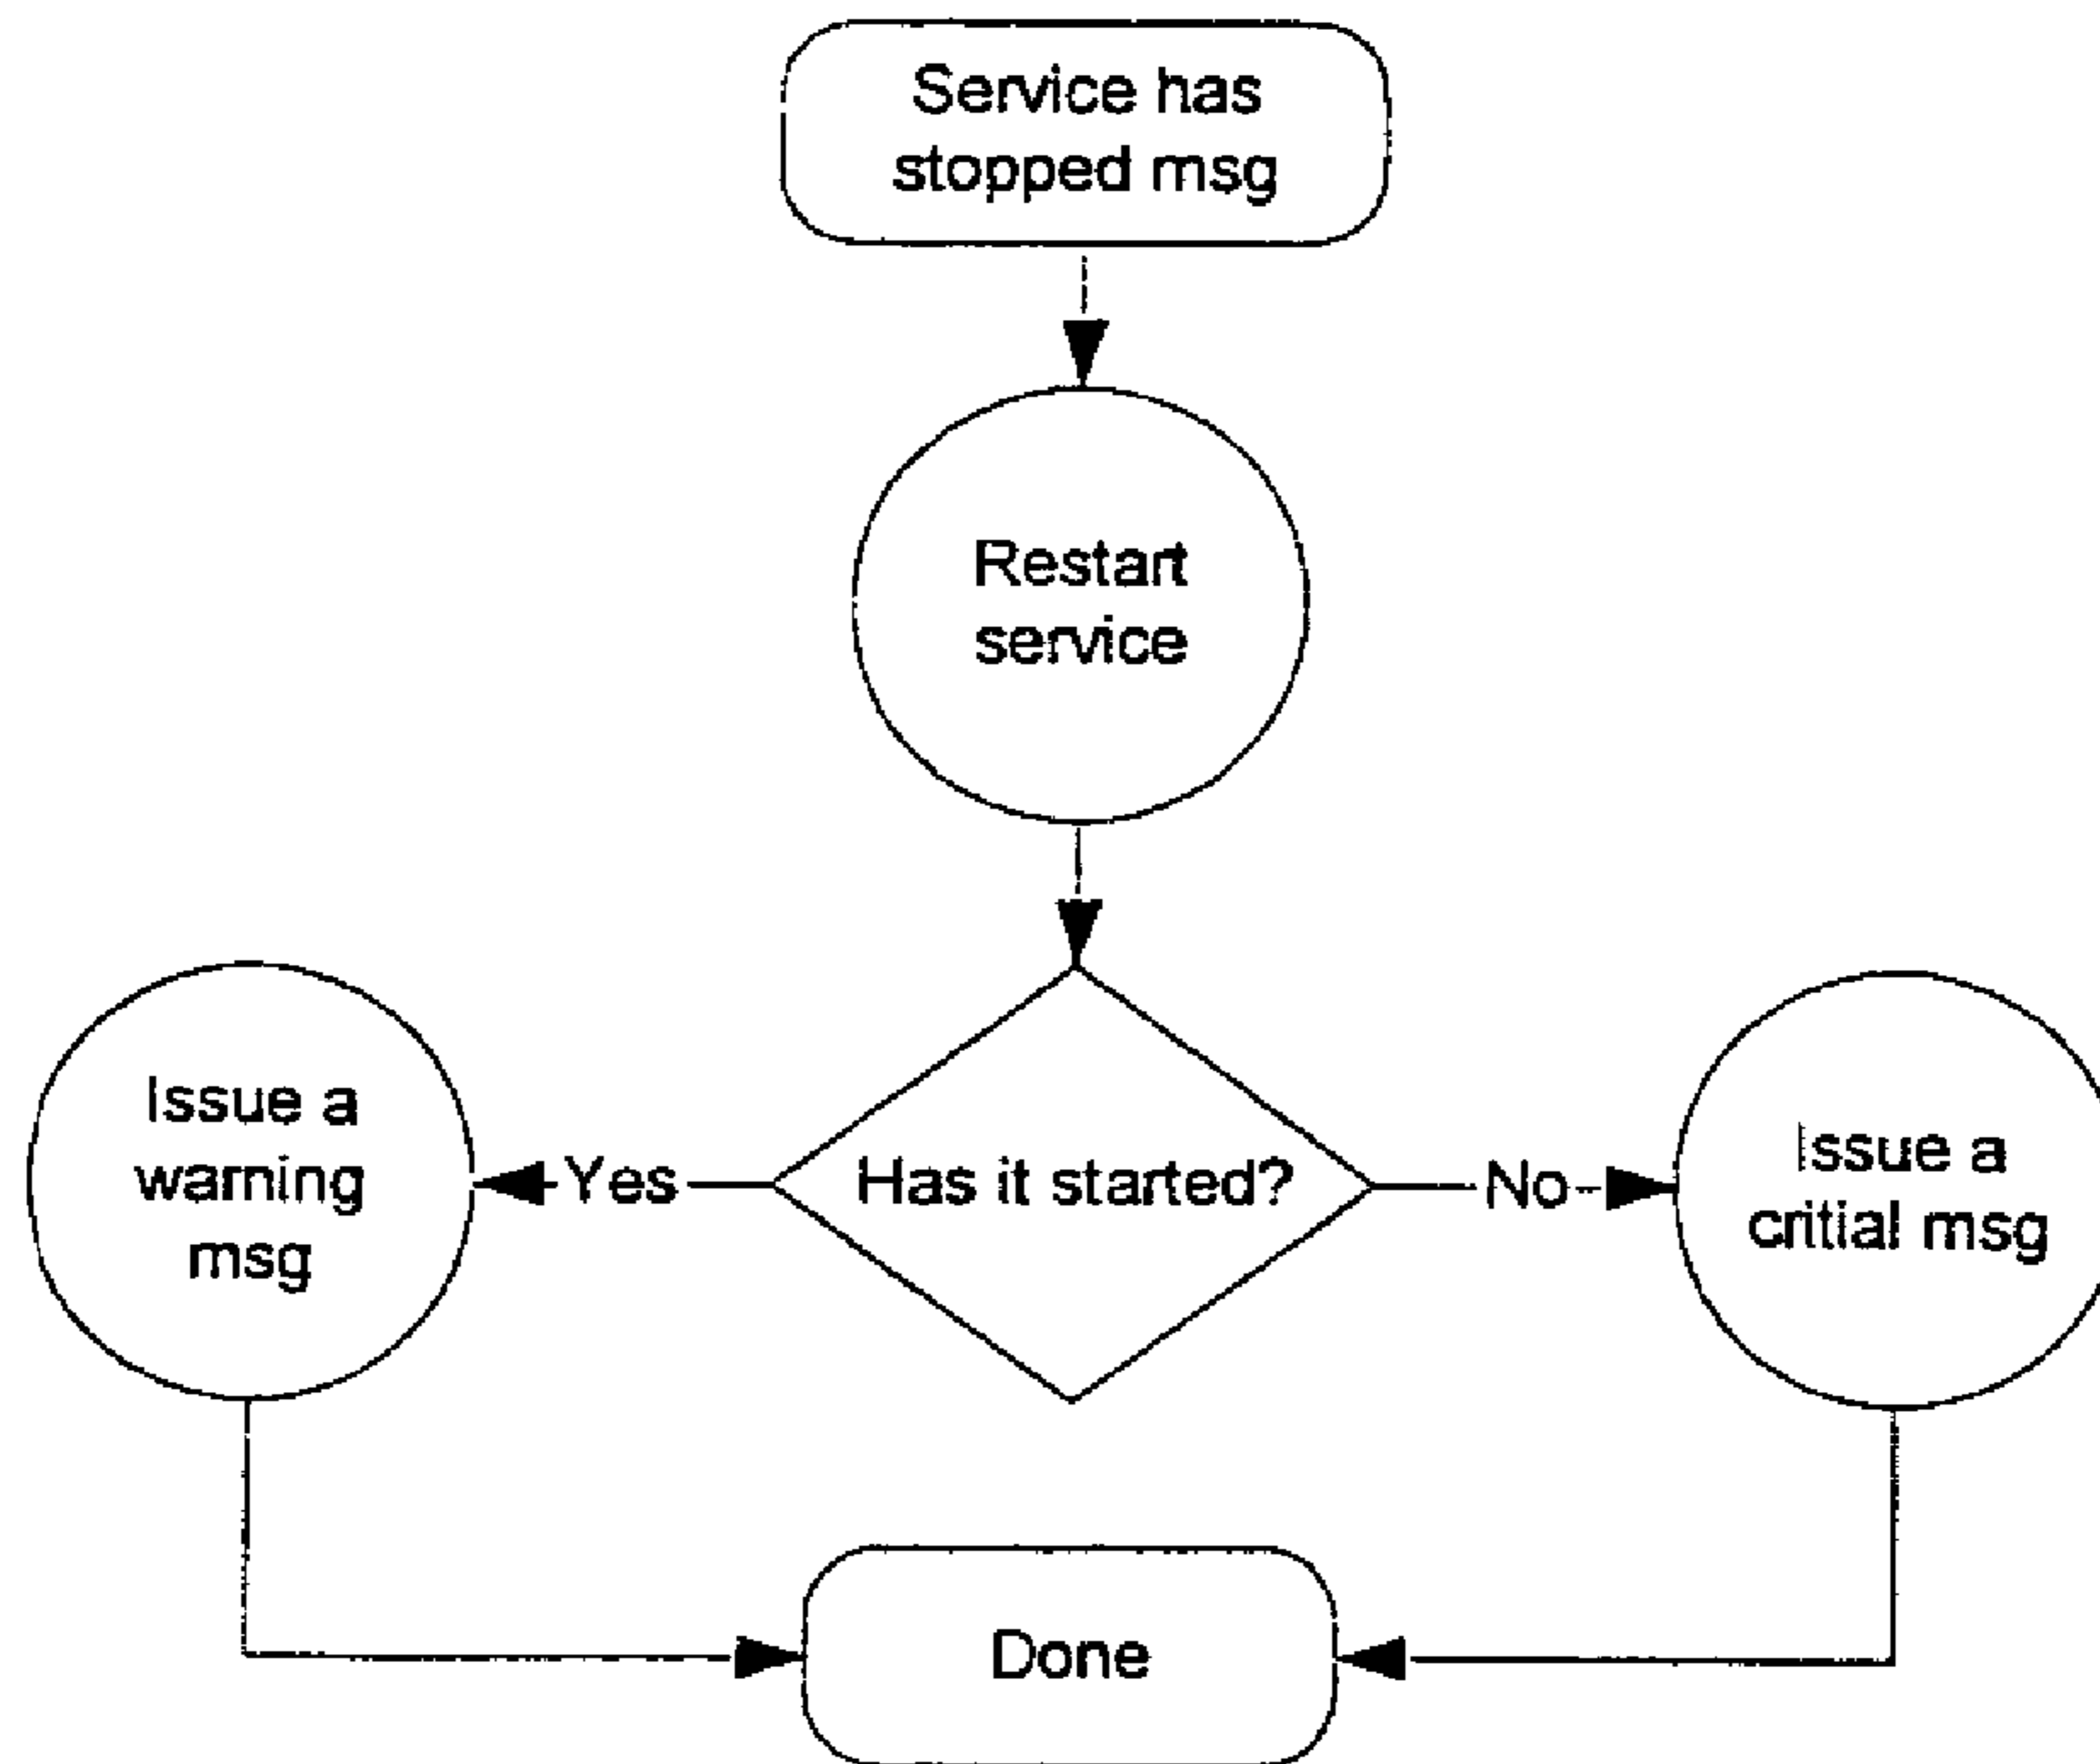 Service has
stopped msg
Restart
service
Issue a
warning
msg
Yes
Has it started?
No
Issue a
critial msg
Done